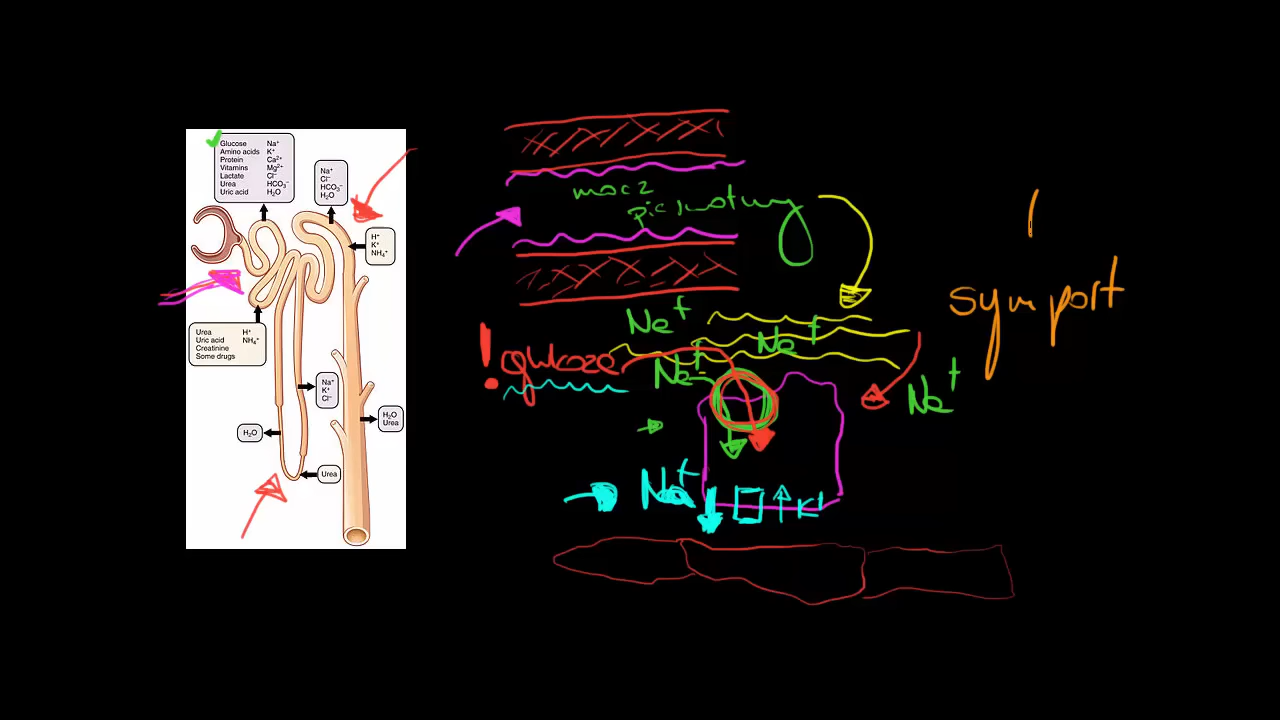 Glucose Na⁺
Amino acids K⁺
Protein Ca²⁺
Vitamins Mg²⁺
Lactate Cl⁻
Urea HCO₃⁻
Uric acid H₂O
Na⁺
Cl⁻
HCO₃⁻
H₂O
H⁺
K⁺
NH₄⁺
Urea H⁺
Uric acid NH₄⁺
Creatinine
Some drugs
Na⁺
K⁺
Cl⁻
H₂O
Urea
H₂O
Urea
mocz
pierwotny
Na⁺
Na⁺
! glukoza
Na⁺
Na⁺
Na⁺
K⁺
symport